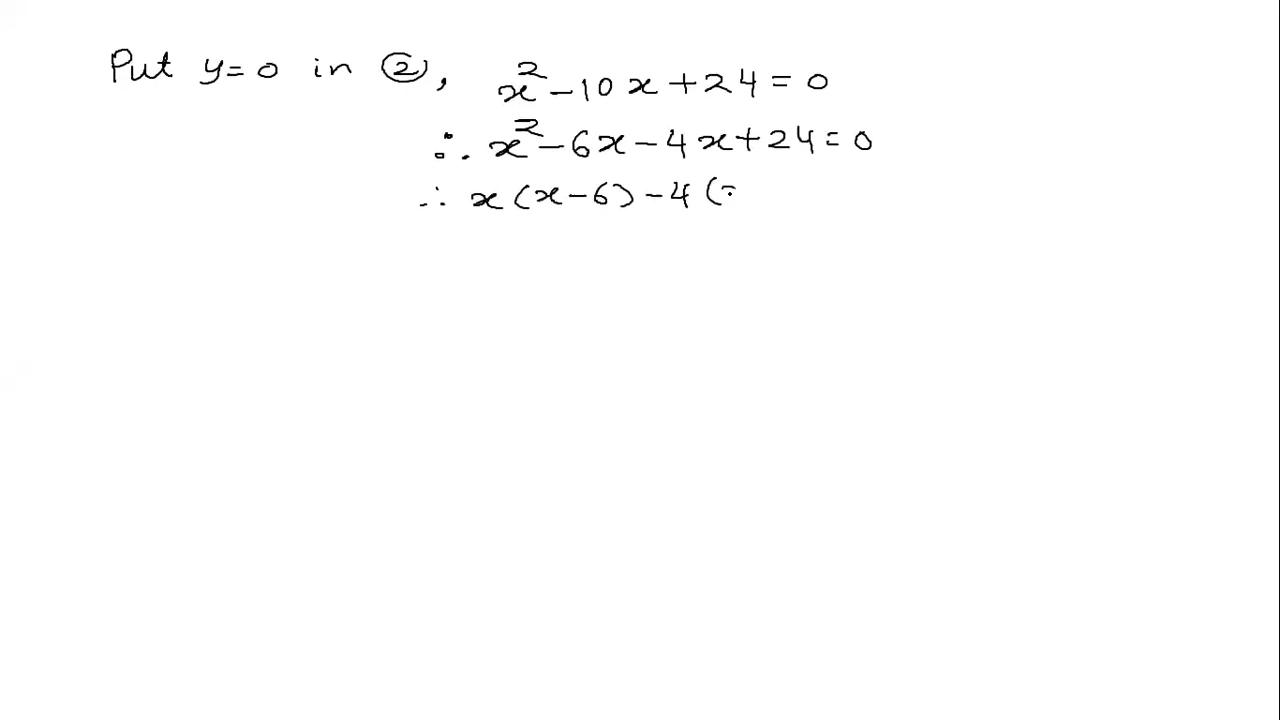 Put y=0 in ②, x²-10x+24=0
∴ x²-6x-4x+24=0
∴ x(x-6)-4(